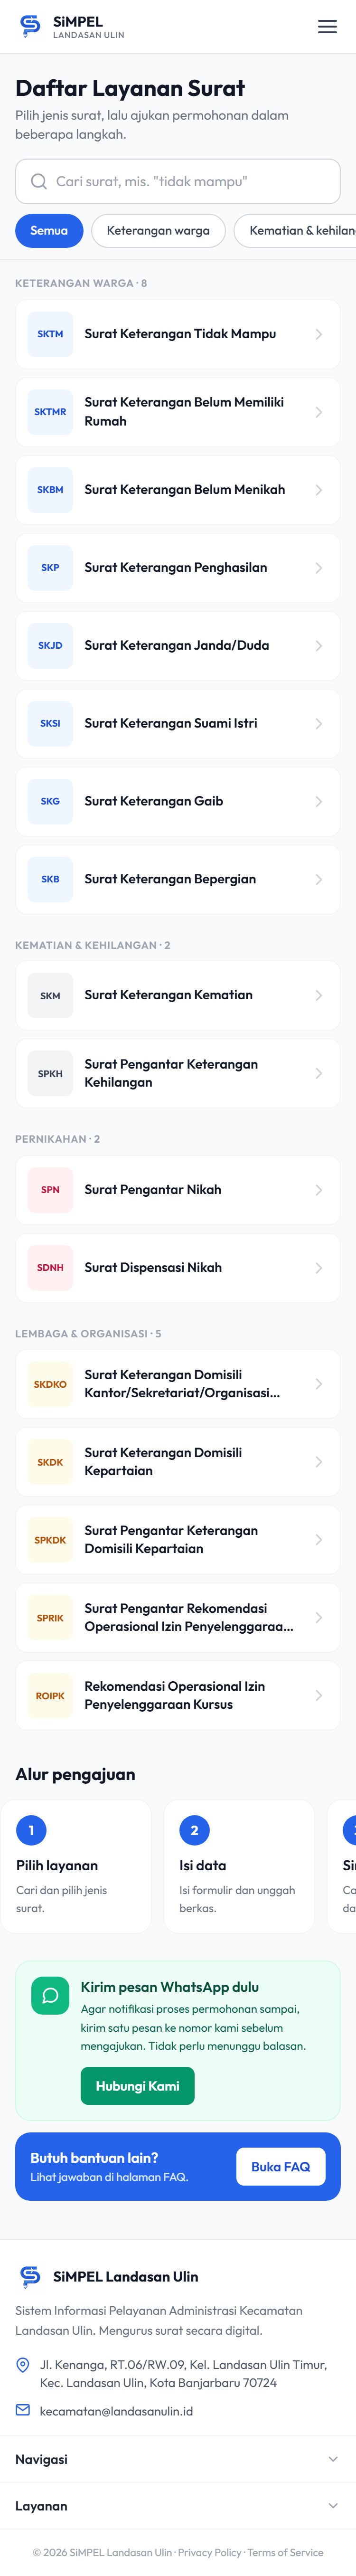 SiMPEL
LANDASAN ULIN
Daftar Layanan Surat
Pilih jenis surat, lalu ajukan permohonan dalam
beberapa langkah.
Cari surat, mis. "tidak mampu"
Semua
Keterangan warga
Kematian & kehilan
KETERANGAN WARGA · 8
SKTM
Surat Keterangan Tidak Mampu
SKTMR
Surat Keterangan Belum Memiliki
Rumah
SKBM
Surat Keterangan Belum Menikah
SKP
Surat Keterangan Penghasilan
SKJD
Surat Keterangan Janda/Duda
SKSI
Surat Keterangan Suami Istri
SKG
Surat Keterangan Gaib
SKB
Surat Keterangan Bepergian
KEMATIAN & KEHILANGAN · 2
SKM
Surat Keterangan Kematian
SPKH
Surat Pengantar Keterangan
Kehilangan
PERNIKAHAN · 2
SPN
Surat Pengantar Nikah
SDNH
Surat Dispensasi Nikah
LEMBAGA & ORGANISASI · 5
SKDKO
Surat Keterangan Domisili
Kantor/Sekretariat/Organisasi...
SKDK
Surat Keterangan Domisili
Kepartaian
SPKDK
Surat Pengantar Keterangan
Domisili Kepartaian
SPRIK
Surat Pengantar Rekomendasi
Operasional Izin Penyelenggaraa...
ROIPK
Rekomendasi Operasional Izin
Penyelenggaraan Kursus
Alur pengajuan
1
Pilih layanan
Cari dan pilih jenis
surat.
2
Isi data
Isi formulir dan unggah
berkas.
Kirim pesan WhatsApp dulu
Agar notifikasi proses permohonan sampai,
kirim satu pesan ke nomor kami sebelum
mengajukan. Tidak perlu menunggu balasan.
Hubungi Kami
Butuh bantuan lain?
Lihat jawaban di halaman FAQ.
Buka FAQ
SiMPEL Landasan Ulin
Sistem Informasi Pelayanan Administrasi Kecamatan
Landasan Ulin. Mengurus surat secara digital.
Jl. Kenanga, RT.06/RW.09, Kel. Landasan Ulin Timur,
Kec. Landasan Ulin, Kota Banjarbaru 70724
kecamatan@landasanulin.id
Navigasi
Layanan
© 2026 SiMPEL Landasan Ulin · Privacy Policy · Terms of Service